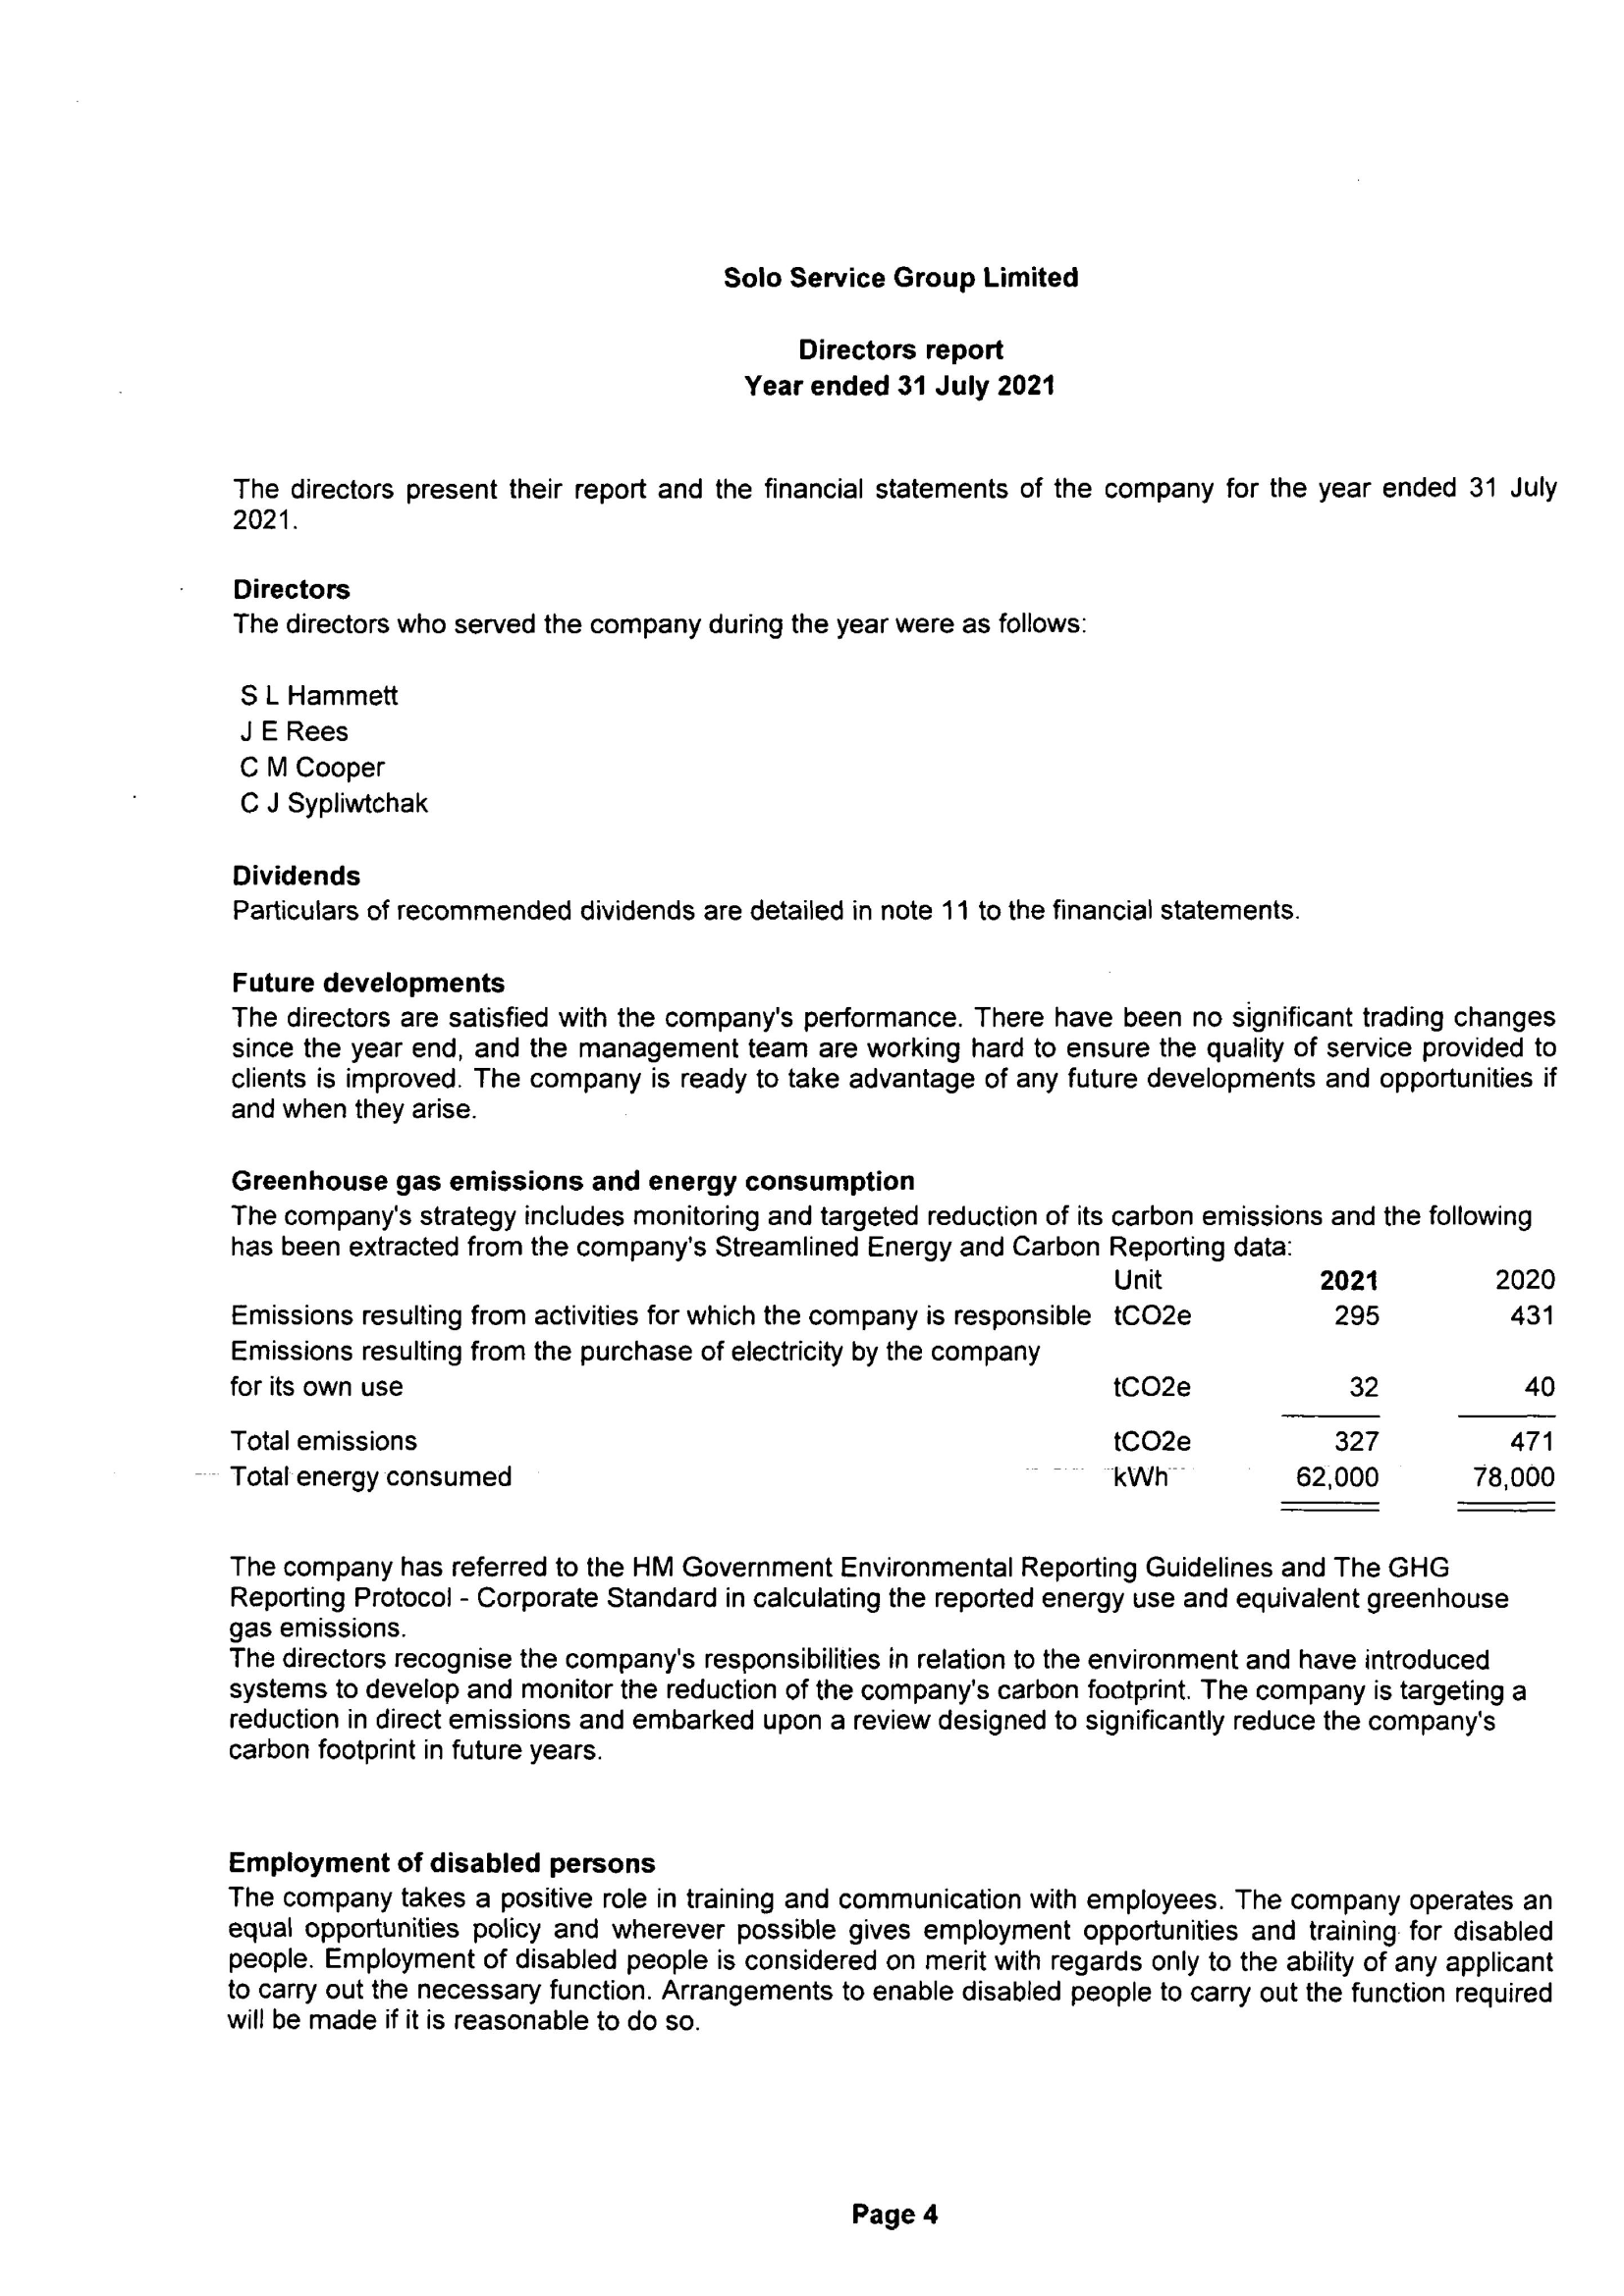 Solo Service Group Limited
Directors report
Year ended 31 July 2021
The directors present their report and the financial statements of the company for the year ended 31 July
2021.
Directors
The directors who served the company during the year were as follows:
S L Hammett
J E Rees
C M Cooper
C J Sypliwtchak
Dividends
Particulars of recommended dividends are detailed in note 11 to the financial statements.
Future developments
The directors are satisfied with the company's performance. There have been no significant trading changes
since the year end, and the management team are working hard to ensure the quality of service provided to
clients is improved. The company is ready to take advantage of any future developments and opportunities if
and when they arise.
Greenhouse gas emissions and energy consumption
The company's strategy includes monitoring and targeted reduction of its carbon emissions and the following
has been extracted from the company's Streamlined Energy and Carbon Reporting data:
Unit 2021 2020
Emissions resulting from activities for which the company is responsible tCO2e 295 431
Emissions resulting from the purchase of electricity by the company
for its own use tCO2e 32 40
Total emissions tCO2e 327 471
Total energy consumed kWh 62,000 78,000
The company has referred to the HM Government Environmental Reporting Guidelines and The GHG
Reporting Protocol - Corporate Standard in calculating the reported energy use and equivalent greenhouse
gas emissions.
The directors recognise the company's responsibilities in relation to the environment and have introduced
systems to develop and monitor the reduction of the company's carbon footprint. The company is targeting a
reduction in direct emissions and embarked upon a review designed to significantly reduce the company's
carbon footprint in future years.
Employment of disabled persons
The company takes a positive role in training and communication with employees. The company operates an
equal opportunities policy and wherever possible gives employment opportunities and training for disabled
people. Employment of disabled people is considered on merit with regards only to the ability of any applicant
to carry out the necessary function. Arrangements to enable disabled people to carry out the function required
will be made if it is reasonable to do so.
Page 4